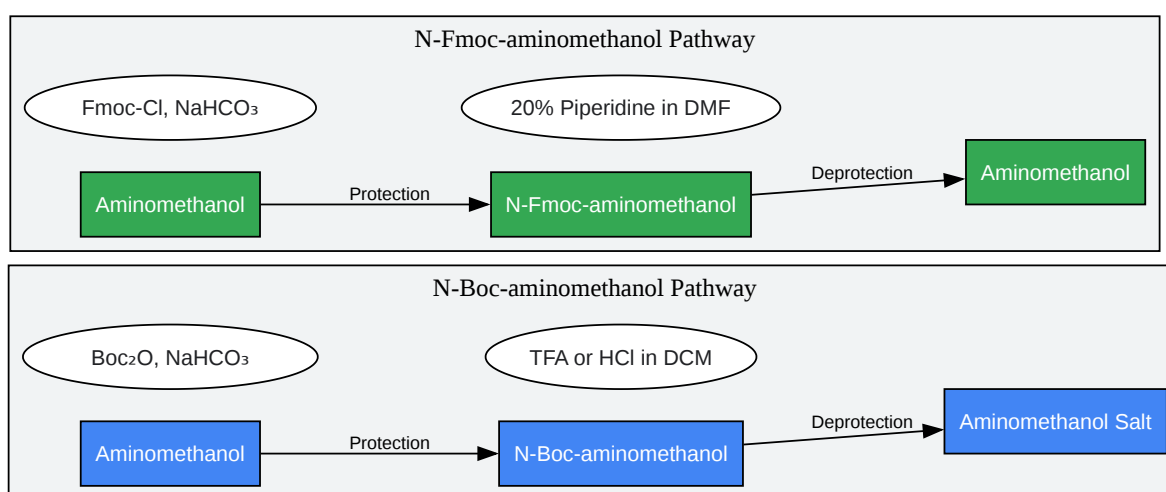 N-Fmoc-aminomethanol Pathway
Fmoc-Cl, NaHCO₃
20% Piperidine in DMF
Aminomethanol
Protection
N-Fmoc-aminomethanol
Deprotection
Aminomethanol
N-Boc-aminomethanol Pathway
Boc₂O, NaHCO₃
TFA or HCl in DCM
Aminomethanol
Protection
N-Boc-aminomethanol
Deprotection
Aminomethanol Salt